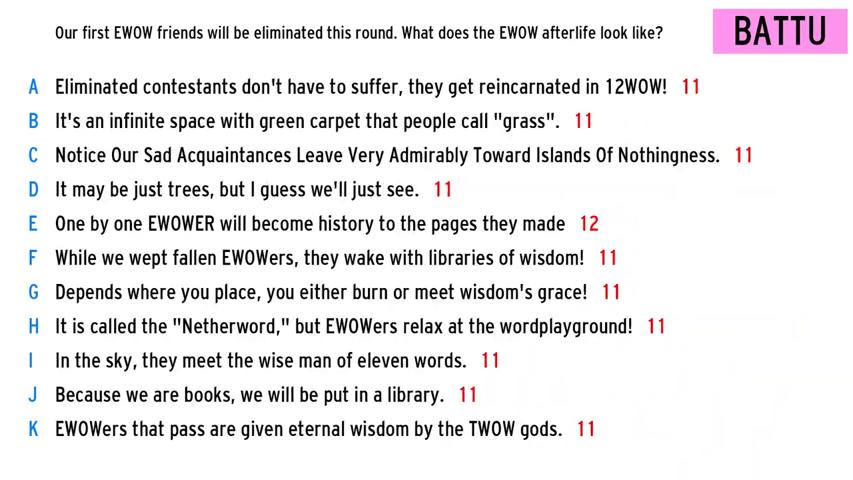 Our first EWOW friends will be eliminated this round. What does the EWOW afterlife look like?
BATTU
A Eliminated contestants don't have to suffer, they get reincarnated in 12WOW! 11
B It's an infinite space with green carpet that people call "grass". 11
C Notice Our Sad Acquaintances Leave Very Admirably Toward Islands Of Nothingness. 11
D It may be just trees, but I guess we'll just see. 11
E One by one EWOWER will become history to the pages they made 12
F While we wept fallen EWOWers, they wake with libraries of wisdom! 11
G Depends where you place, you either burn or meet wisdom's grace! 11
H It is called the "Netherword," but EWOWers relax at the wordplayground! 11
I In the sky, they meet the wise man of eleven words. 11
J Because we are books, we will be put in a library. 11
K EWOWers that pass are given eternal wisdom by the TWOW gods. 11